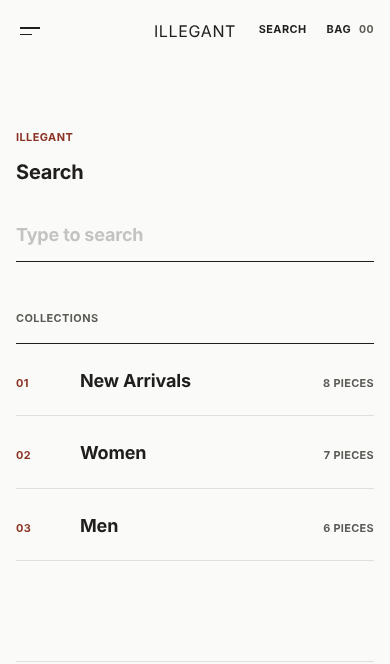 ILLEGANT SEARCH BAG 00
ILLEGANT
Search
Type to search
COLLECTIONS
01 New Arrivals 8 PIECES
02 Women 7 PIECES
03 Men 6 PIECES